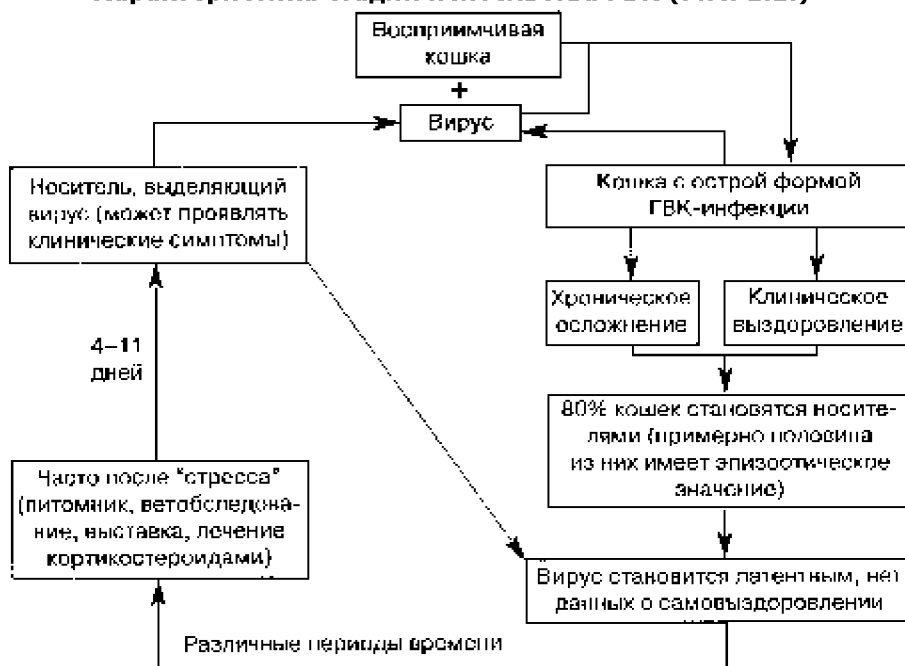 Восприимчивая
кошка
+
Вирус
Носитель, выделяющий
вирус (может проявлять
клинические симптомы)
Кошка с острой формой
ГВК-инфекции
Хроническое
осложнение
Клиническое
выздоровление
4–11
дней
80% кошек становятся носите-
лями (примерно половина
из них имеет эпизоотическое
значение)
Часто после "стресса"
(питомник, ветобследова-
ние, выставка, лечение
кортикостероидами)
Вирус становится латентным, нет
данных о самовыздоровлении
Различные периоды времени